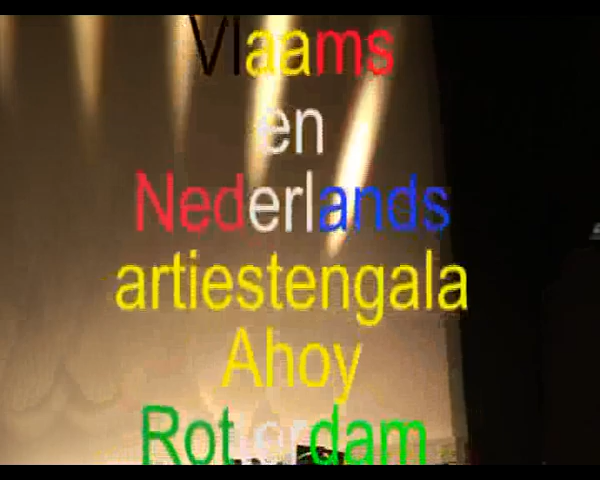 Vlaams
en
Nederlands
artiestengala
Ahoy
Rotterdam